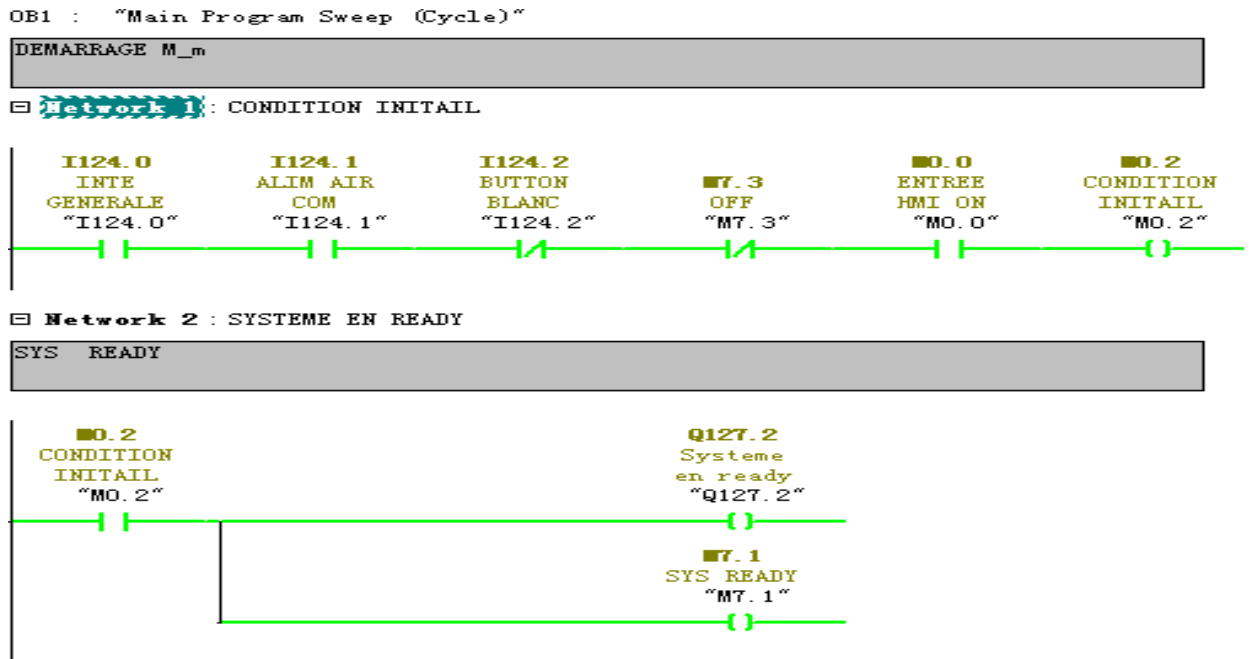 OB1 : "Main Program Sweep (Cycle)"
DEMARRAGE M_m
Network 1: CONDITION INITAIL
I124.0 I124.1 I124.2 M0.0 M0.2
INTE ALIM AIR BUTTON M7.3 ENTREE CONDITION
GENERALE COM BLANC OFF HMI ON INITAIL
"I124.0" "I124.1" "I124.2" "M7.3" "M0.0" "M0.2"
Network 2 : SYSTEME EN READY
SYS READY
M0.2 Q127.2
CONDITION Systeme
INITAIL en ready
"M0.2" "Q127.2"
M7.1
SYS READY
"M7.1"